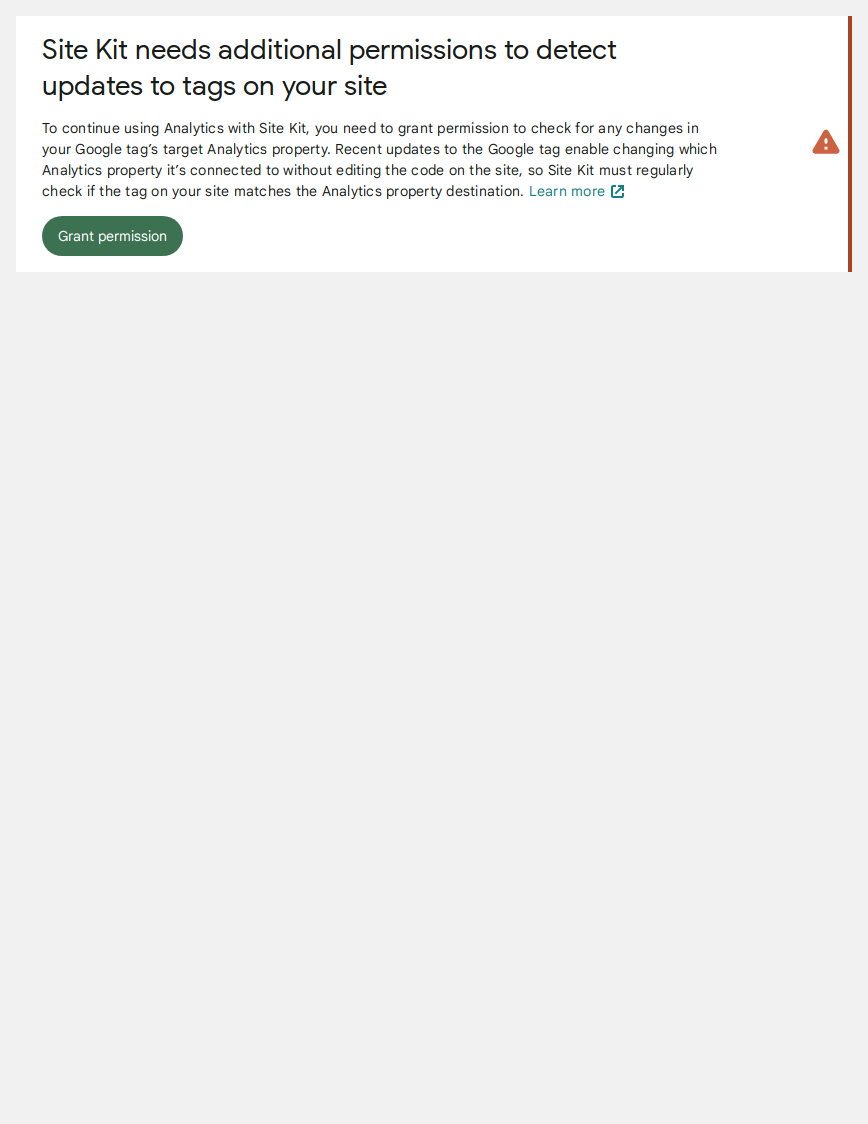 Site Kit needs additional permissions to detect
updates to tags on your site
To continue using Analytics with Site Kit, you need to grant permission to check for any changes in
your Google tag’s target Analytics property. Recent updates to the Google tag enable changing which
Analytics property it’s connected to without editing the code on the site, so Site Kit must regularly
check if the tag on your site matches the Analytics property destination. Learn more
Grant permission